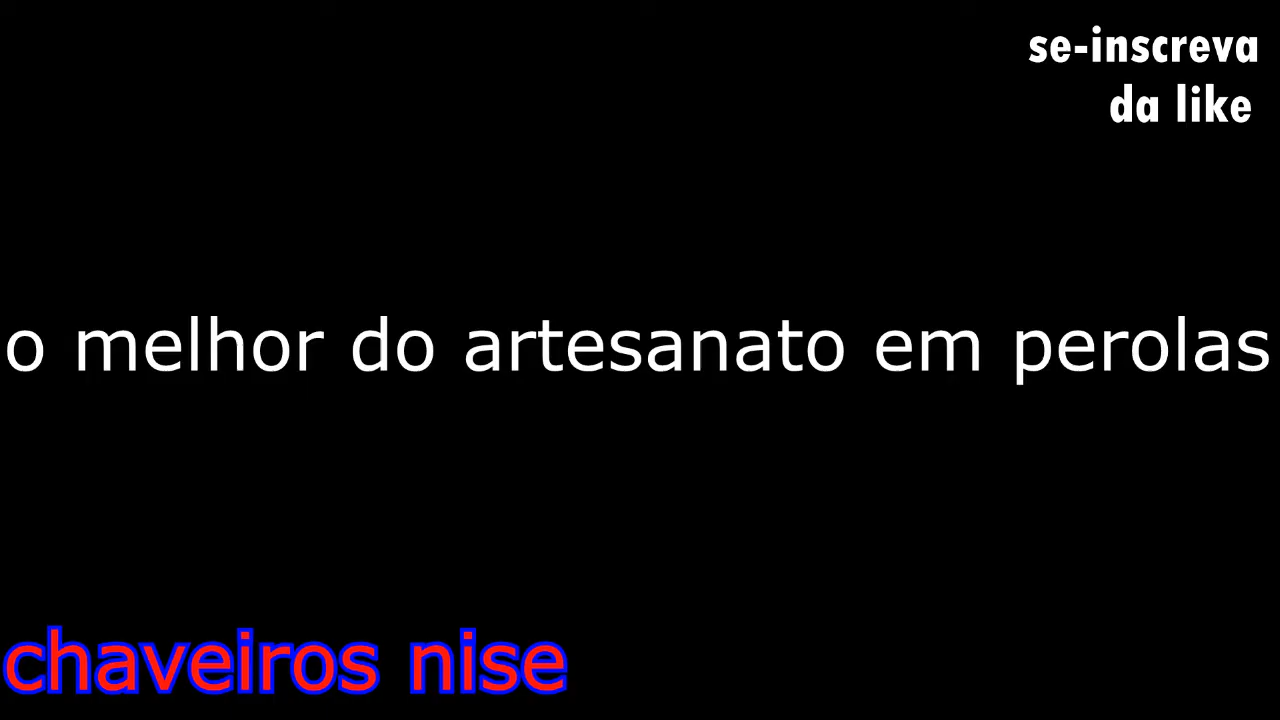 se-inscreva
da like
o melhor do artesanato em perolas
chaveiros nise